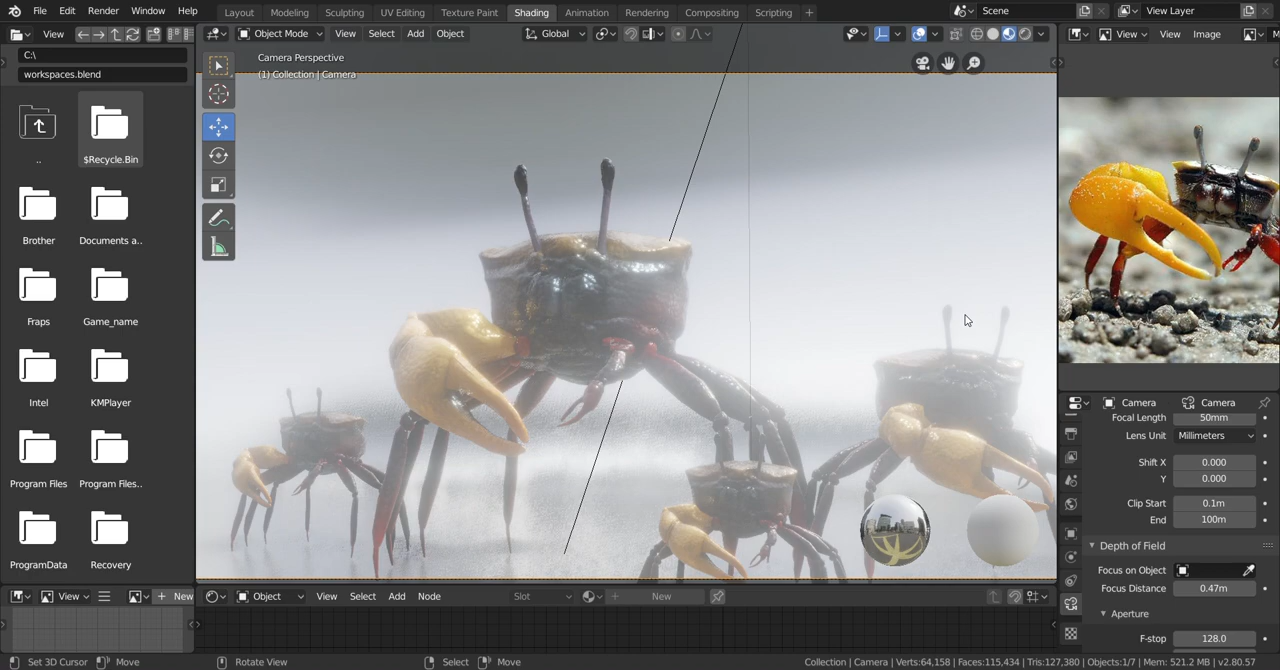 File Edit Render Window Help Layout Modeling Sculpting UV Editing Texture Paint Shading Animation Rendering Compositing Scripting + Scene View Layer
View Object Mode View Select Add Object Global View View Image
C:\
workspaces.blend
Camera Perspective
(1) Collection | Camera
.. $Recycle.Bin
Brother Documents a..
Fraps Game_name
Intel KMPlayer
Program Files Program Files..
ProgramData Recovery
Camera Camera
Focal Length 50mm
Lens Unit Millimeters
Shift X 0.000
Y 0.000
Clip Start 0.1m
End 100m
Depth of Field
Focus on Object
Focus Distance 0.47m
Aperture
F-stop 128.0
View + New Object View Select Add Node Slot + New
Set 3D Cursor Move Rotate View Select Move Collection | Camera | Verts:64,158 | Faces:115,434 | Tris:127,380 | Objects:1/7 | Mem: 521.2 MB | v2.80.57